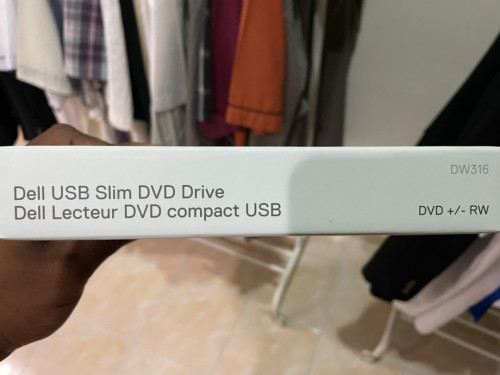 DW316
Dell USB Slim DVD Drive
Dell Lecteur DVD compact USB
DVD +/- RW